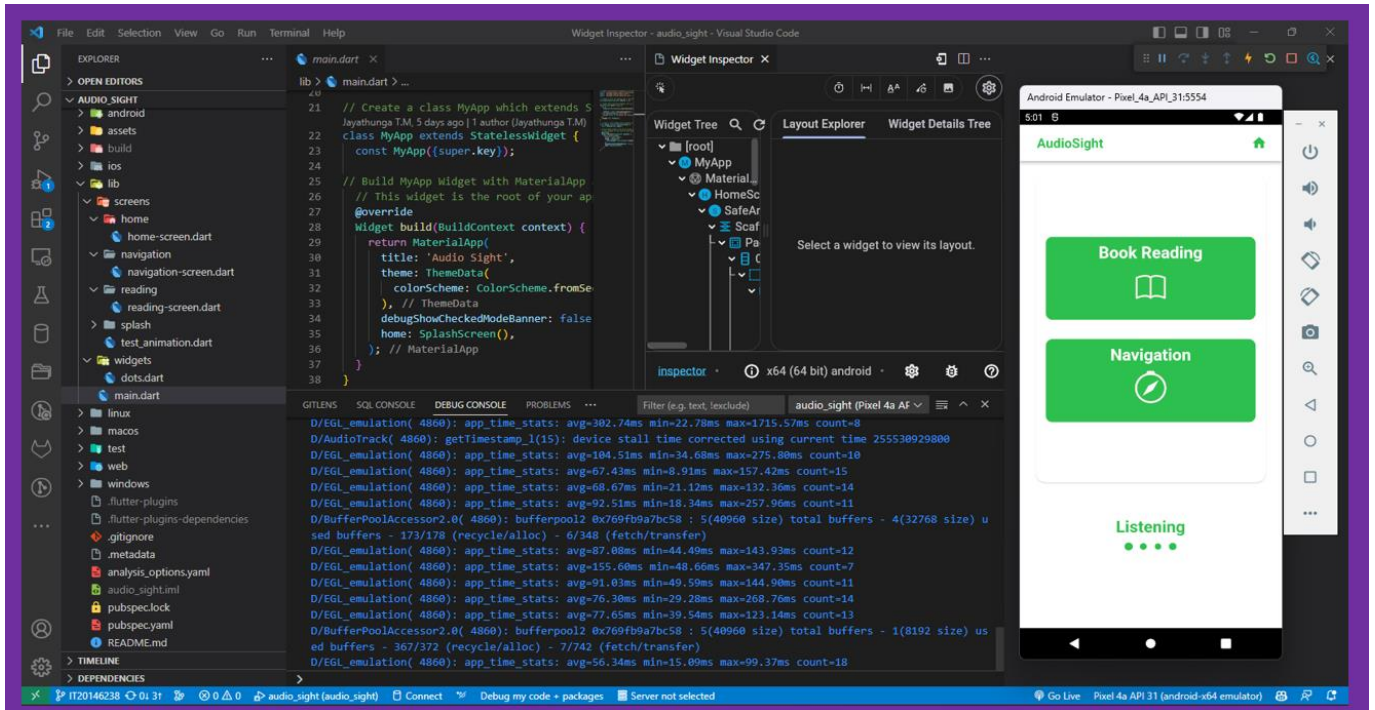 File Edit Selection View Go Run Terminal Help
Widget Inspector - audio_sight - Visual Studio Code
EXPLORER
OPEN EDITORS
AUDIO_SIGHT
android
assets
build
ios
lib
screens
home
home-screen.dart
navigation
navigation-screen.dart
reading
reading-screen.dart
splash
test_animation.dart
widgets
dots.dart
main.dart
linux
macos
test
web
windows
.flutter-plugins
.flutter-plugins-dependencies
.gitignore
.metadata
analysis_options.yaml
audio_sight.iml
pubspec.lock
pubspec.yaml
README.md
TIMELINE
DEPENDENCIES
main.dart
lib > main.dart > ...
20
21 // Create a class MyApp which extends S
Jayathunga T.M, 5 days ago | 1 author (Jayathunga T.M)
22 class MyApp extends StatelessWidget {
23 const MyApp({super.key});
24
25 // Build MyApp Widget with MaterialApp
26 // This widget is the root of your ap
27 @override
28 Widget build(BuildContext context) {
29 return MaterialApp(
30 title: 'Audio Sight',
31 theme: ThemeData(
32 colorScheme: ColorScheme.fromSe
33 ), // ThemeData
34 debugShowCheckedModeBanner: false
35 home: SplashScreen(),
36 ); // MaterialApp
37 }
38 }
Widget Inspector
Widget Tree
Layout Explorer Widget Details Tree
[root]
MyApp
Material...
HomeSc
SafeAr
Scaf
Pa
C
Select a widget to view its layout.
inspector · x64 (64 bit) android ·
GITLENS SQL CONSOLE DEBUG CONSOLE PROBLEMS ···
Filter (e.g. text, !exclude)
audio_sight (Pixel 4a AF
D/EGL_emulation( 4860): app_time_stats: avg=302.74ms min=22.78ms max=1715.57ms count=8
D/AudioTrack( 4860): getTimestamp_l(15): device stall time corrected using current time 255530929800
D/EGL_emulation( 4860): app_time_stats: avg=104.51ms min=34.68ms max=275.80ms count=10
D/EGL_emulation( 4860): app_time_stats: avg=67.43ms min=8.91ms max=157.42ms count=15
D/EGL_emulation( 4860): app_time_stats: avg=68.67ms min=21.12ms max=132.36ms count=14
D/EGL_emulation( 4860): app_time_stats: avg=92.51ms min=18.34ms max=257.96ms count=11
D/BufferPoolAccessor2.0( 4860): bufferpool2 0x769fb9a7bc58 : 5(40960 size) total buffers - 4(32768 size) u
sed buffers - 173/178 (recycle/alloc) - 6/348 (fetch/transfer)
D/EGL_emulation( 4860): app_time_stats: avg=87.08ms min=44.49ms max=143.93ms count=12
D/EGL_emulation( 4860): app_time_stats: avg=155.60ms min=48.66ms max=347.35ms count=7
D/EGL_emulation( 4860): app_time_stats: avg=91.03ms min=49.59ms max=144.90ms count=11
D/EGL_emulation( 4860): app_time_stats: avg=76.30ms min=29.28ms max=268.76ms count=14
D/EGL_emulation( 4860): app_time_stats: avg=77.65ms min=39.54ms max=123.14ms count=13
D/BufferPoolAccessor2.0( 4860): bufferpool2 0x769fb9a7bc58 : 5(40960 size) total buffers - 1(8192 size) us
ed buffers - 367/372 (recycle/alloc) - 7/742 (fetch/transfer)
D/EGL_emulation( 4860): app_time_stats: avg=56.34ms min=15.09ms max=99.37ms count=18
>
Android Emulator - Pixel_4a_API_31:5554
5:01
AudioSight
Book Reading
Navigation
Listening
IT20146238 0↓ 3↑ 0 0 audio_sight (audio_sight) Connect Debug my code + packages Server not selected
Go Live Pixel 4a API 31 (android-x64 emulator)